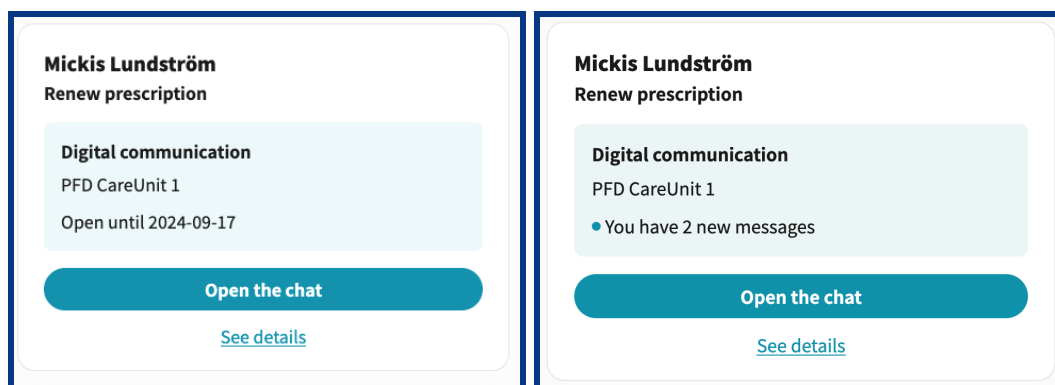 Mickis Lundström
Renew prescription
Digital communication
PFD CareUnit 1
Open until 2024-09-17
Open the chat
See details
Mickis Lundström
Renew prescription
Digital communication
PFD CareUnit 1
You have 2 new messages
Open the chat
See details